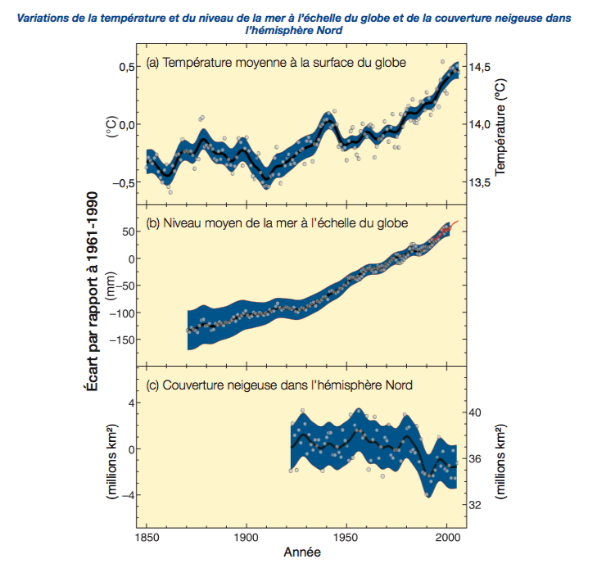 Variations de la température et du niveau de la mer à l'échelle du globe et de la couverture neigeuse dans
l'hémisphère Nord
(a) Température moyenne à la surface du globe
0,5
0,0
−0,5
(°C)
14,5
14,0
13,5
Température (°C)
(b) Niveau moyen de la mer à l'échelle du globe
50
0
−50
−100
−150
(mm)
Écart par rapport à 1961-1990
(c) Couverture neigeuse dans l'hémisphère Nord
4
0
−4
(millions km²)
40
36
32
(millions km²)
1850
1900
1950
2000
Année